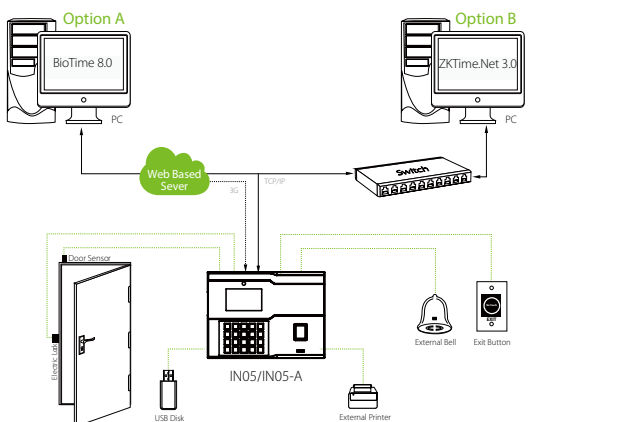 Option A
Option B
BioTime 8.0
ZKTime.Net 3.0
PC
PC
Web Based
Sever
3G
TCP/IP
Switch
Door Sensor
Electric Lock
EXIT
External Bell
Exit Button
IN05/IN05-A
USB Disk
External Printer